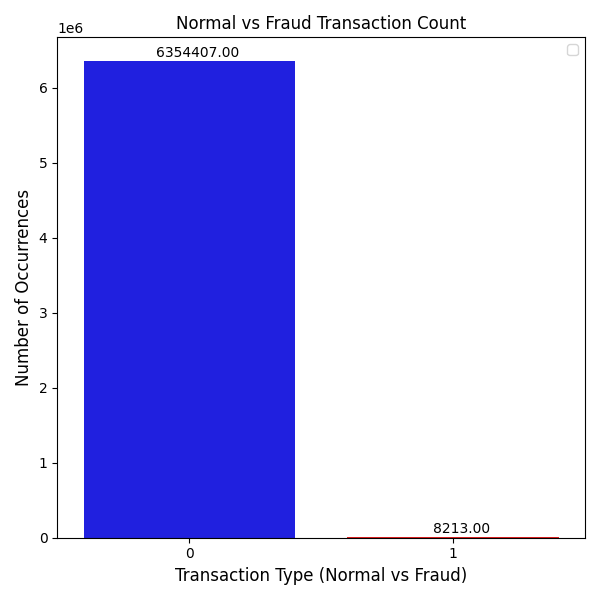 Normal vs Fraud Transaction Count
1e6
6354407.00
6
5
4
3
2
1
0
8213.00
0 1
Number of Occurrences
Transaction Type (Normal vs Fraud)